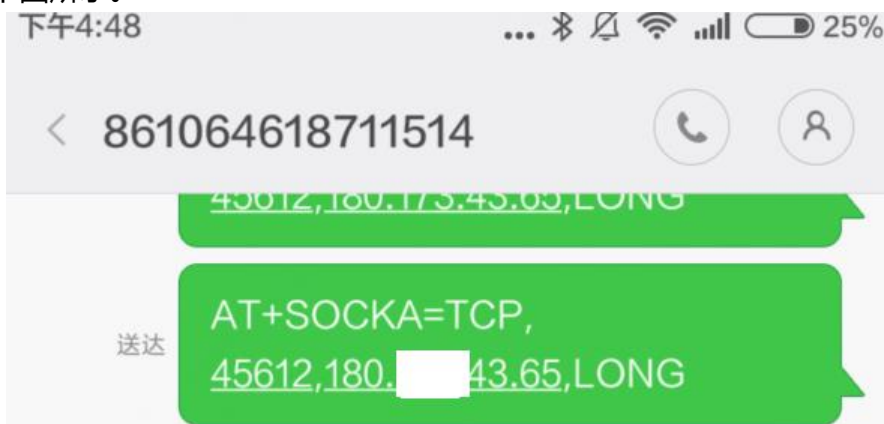 下午4:48
... 25%
861064618711514
45612,180.173.43.65,LONG
送达
AT+SOCKA=TCP,
45612,180. 43.65,LONG